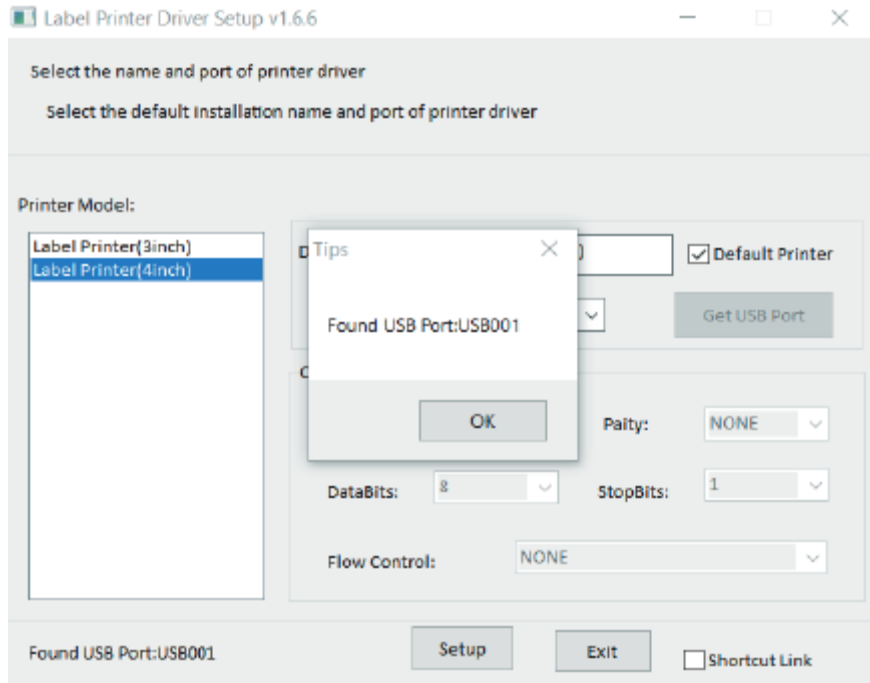 Label Printer Driver Setup v1.6.6
Select the name and port of printer driver
Select the default installation name and port of printer driver
Printer Model:
Label Printer(3inch)
Label Printer(4inch)
D
)
Default Printer
Get USB Port
Tips
Found USB Port:USB001
OK
Paity:
NONE
DataBits:
8
StopBits:
1
Flow Control:
NONE
Found USB Port:USB001
Setup
Exit
Shortcut Link